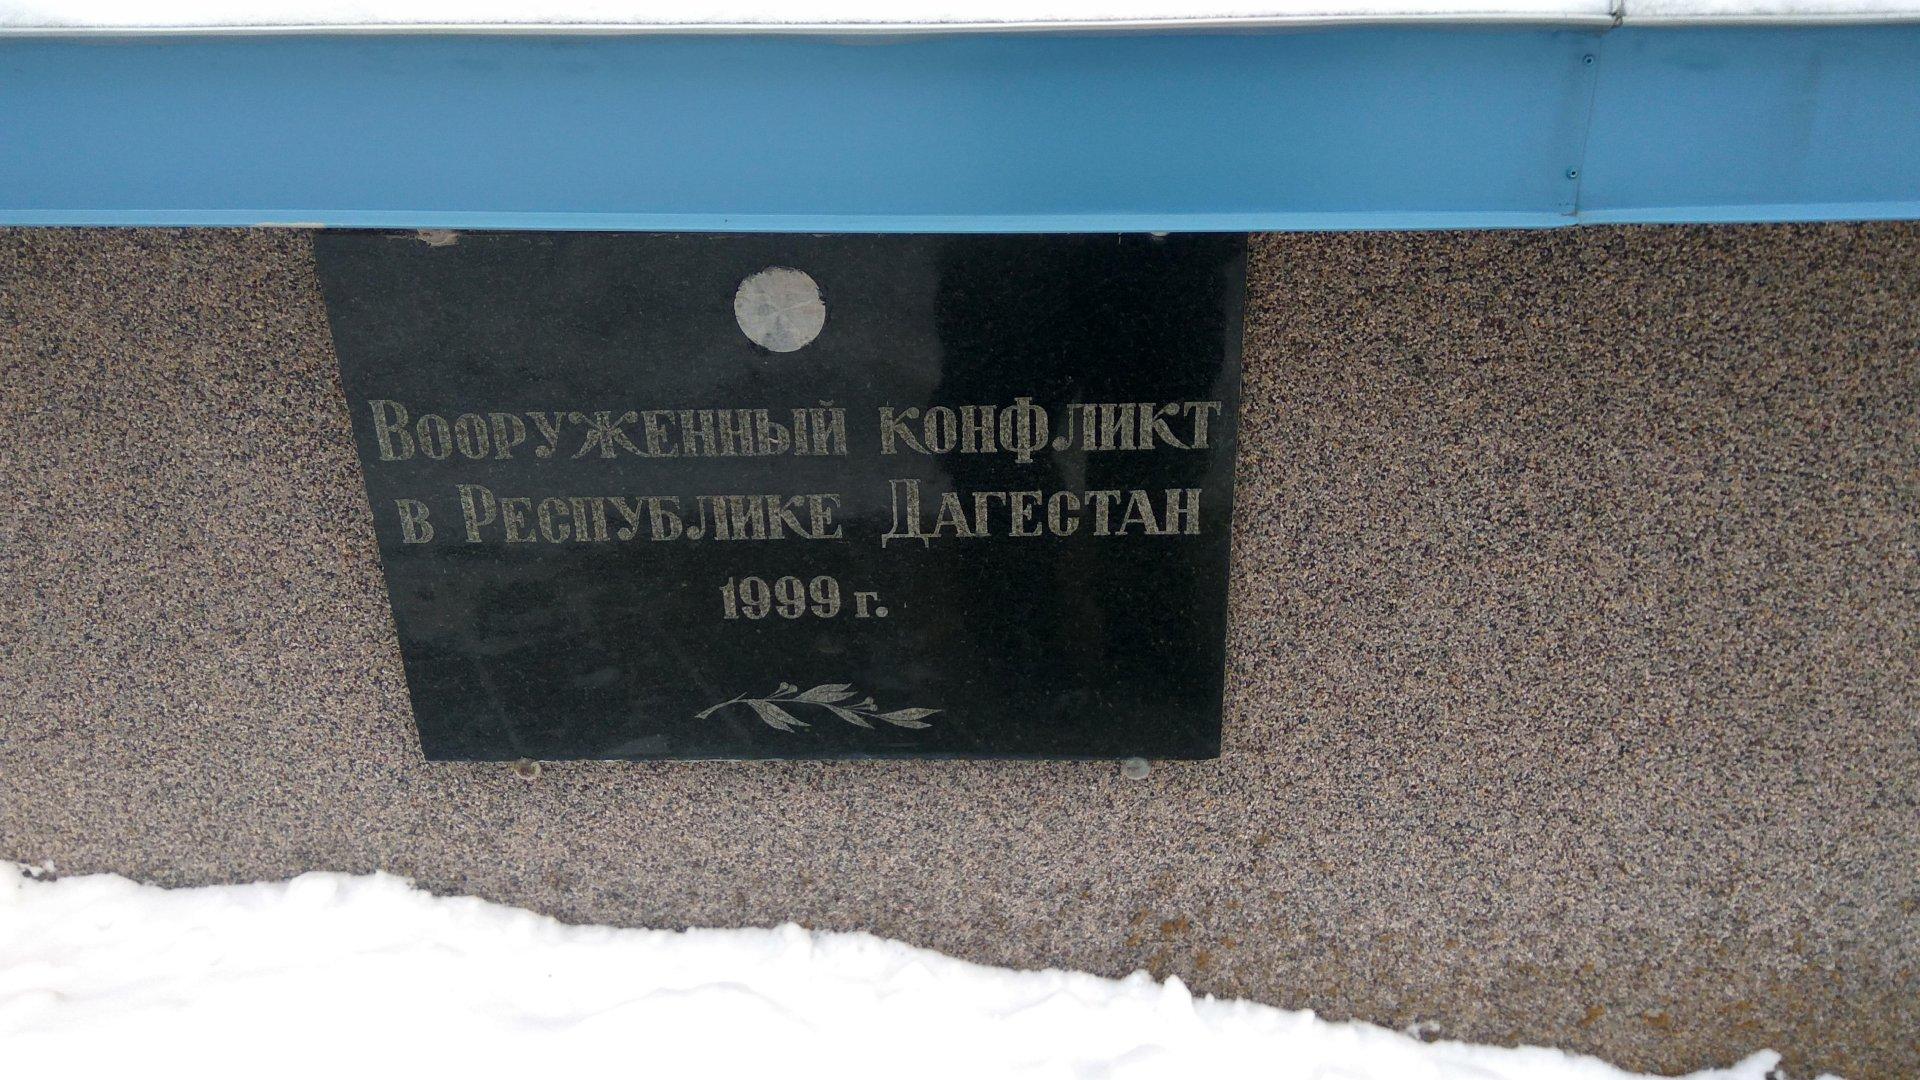 Вооруженный конфликт
в Республике Дагестан
1999 г.